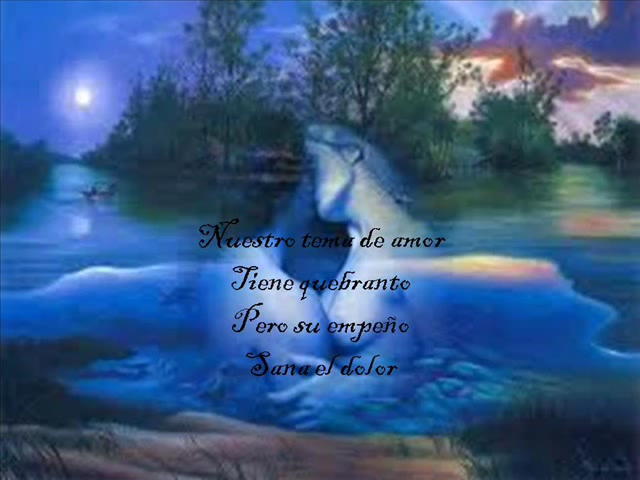 Nuestro tema de amor
Tiene quebranto
Pero su empeño
Sana el dolor